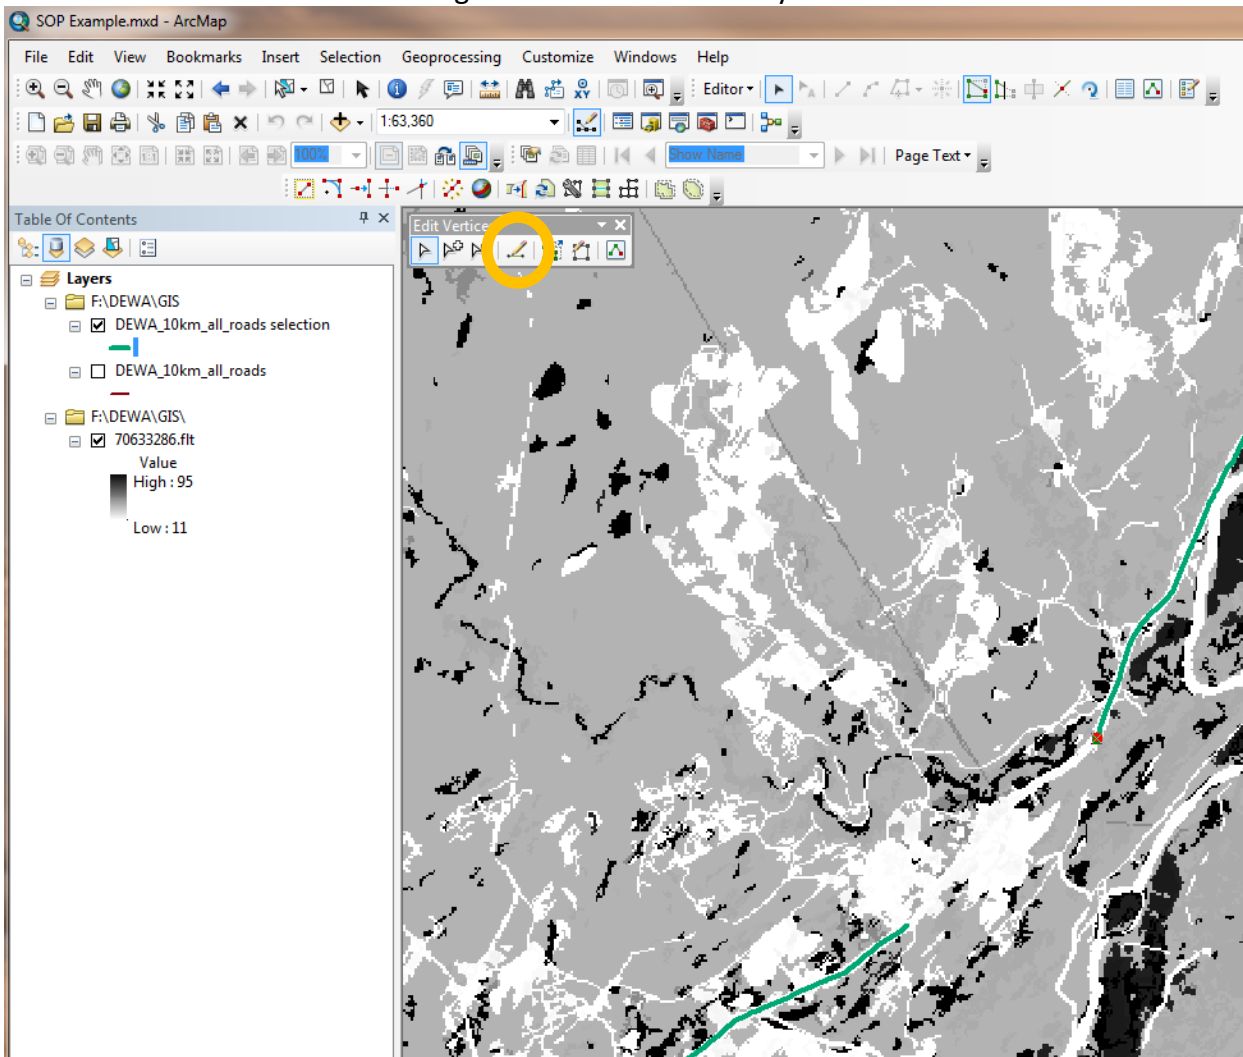 SOP Example.mxd - ArcMap
File Edit View Bookmarks Insert Selection Geoprocessing Customize Windows Help
Editor
1:63,360
100% Show Name Page Text
Table Of Contents
Edit Vertice
Layers
F:\DEWA\GIS
DEWA_10km_all_roads selection
DEWA_10km_all_roads
F:\DEWA\GIS\
70633286.flt
Value
High : 95
Low : 11